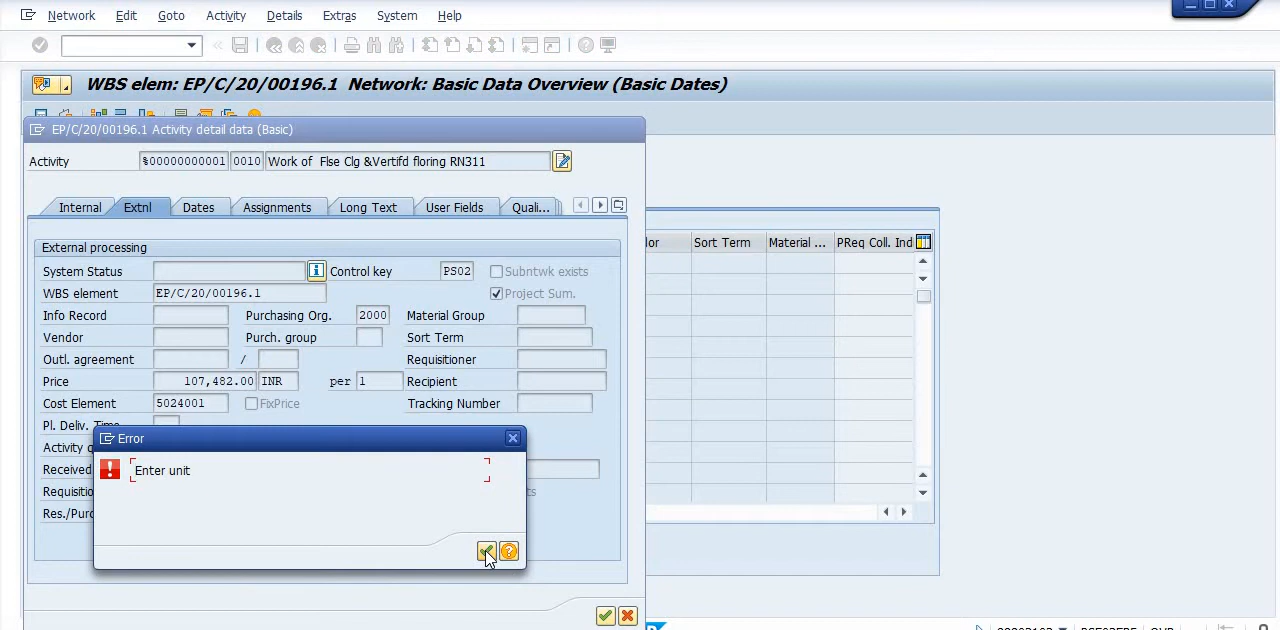 Network Edit Goto Activity Details Extras System Help
WBS elem: EP/C/20/00196.1 Network: Basic Data Overview (Basic Dates)
EP/C/20/00196.1 Activity detail data (Basic)
Activity %00000000001 0010 Work of Flse Clg &Vertifd floring RN311
Internal Extnl Dates Assignments Long Text User Fields Quali...
External processing
System Status Control key PS02 Subntwk exists
WBS element EP/C/20/00196.1 Project Sum.
Info Record Purchasing Org. 2000 Material Group
Vendor Purch. group Sort Term
Outl. agreement / Requisitioner
Price 107,482.00 INR per 1 Recipient
Cost Element 5024001 FixPrice Tracking Number
Pl. Deliv. Time
Activity
Received
Requisitio
Res./Purc
Error
Enter unit
lor Sort Term Material ... PReq Coll. Ind